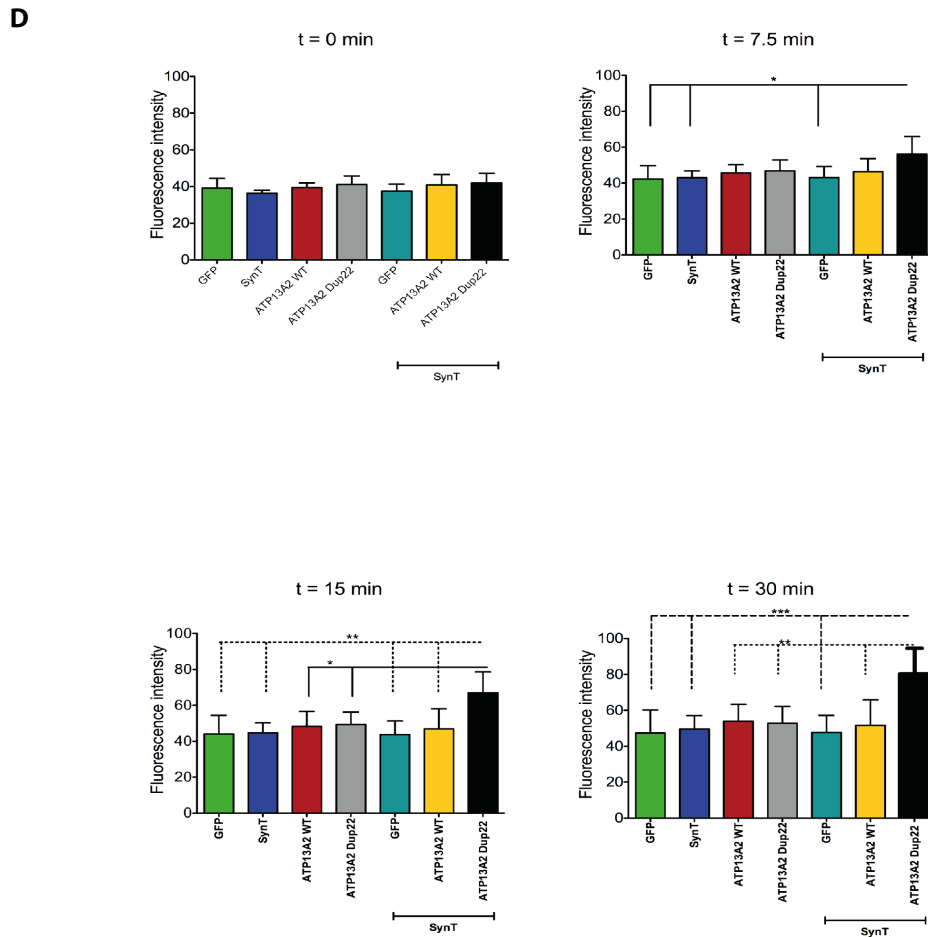 D
t = 0 min
Fluorescence intensity
100
80
60
40
20
0
GFP
SynT
ATP13A2 WT
ATP13A2 Dup22
GFP
ATP13A2 WT
ATP13A2 Dup22
SynT
t = 7.5 min
Fluorescence intensity
100
80
60
40
20
0
*
GFP
SynT
ATP13A2 WT
ATP13A2 Dup22
GFP
ATP13A2 WT
ATP13A2 Dup22
SynT
t = 15 min
Fluorescence intensity
100
80
60
40
20
0
**
*
GFP
SynT
ATP13A2 WT
ATP13A2 Dup22
GFP
ATP13A2 WT
ATP13A2 Dup22
SynT
t = 30 min
Fluorescence intensity
100
80
60
40
20
0
***
**
GFP
SynT
ATP13A2 WT
ATP13A2 Dup22
GFP
ATP13A2 WT
ATP13A2 Dup22
SynT